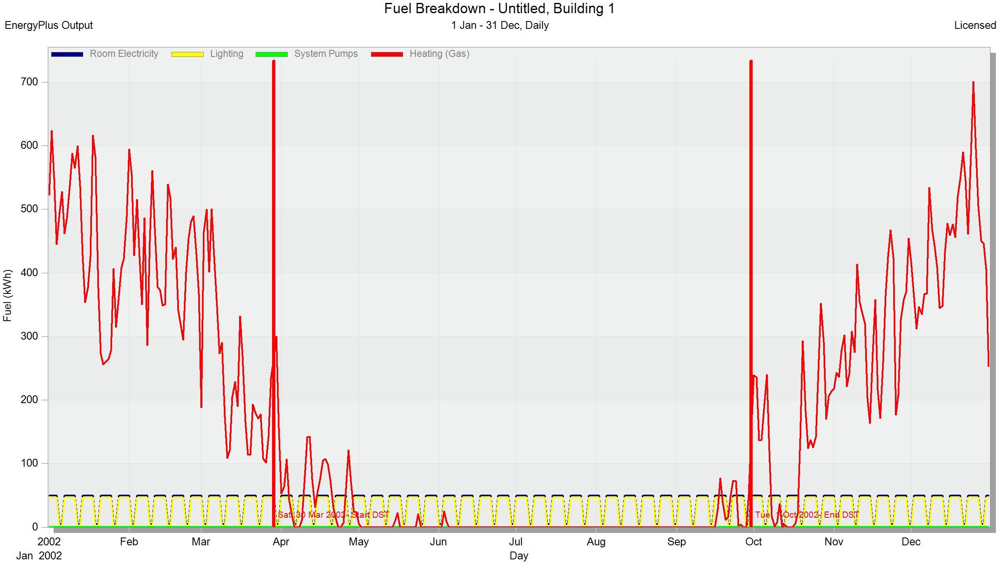 Fuel Breakdown - Untitled, Building 1
EnergyPlus Output
1 Jan - 31 Dec, Daily
Licensed
Room Electricity
Lighting
System Pumps
Heating (Gas)
700
600
500
400
300
200
100
0
Fuel (kWh)
Sat, 30 Mar 2002- Start DST
Tue, 1 Oct 2002- End DST
2002
Feb
Mar
Apr
May
Jun
Jul
Aug
Sep
Oct
Nov
Dec
Jan 2002
Day